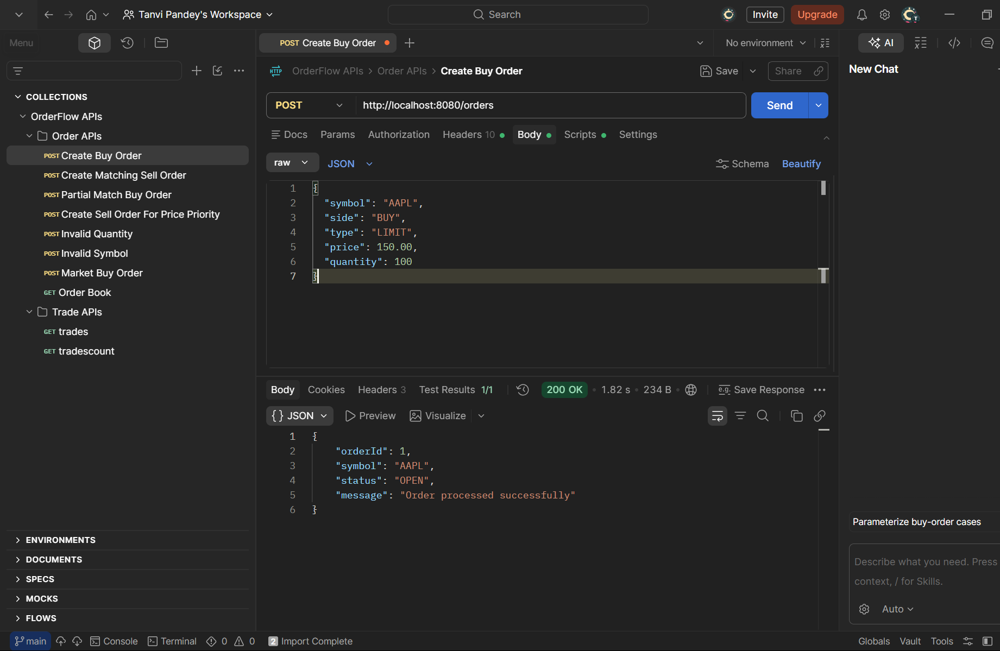 Tanvi Pandey's Workspace
Search
Invite
Upgrade
T
Menu
POST Create Buy Order
No environment
AI
HTTP OrderFlow APIs > Order APIs > Create Buy Order
Save
Share
New Chat
COLLECTIONS
OrderFlow APIs
Order APIs
POST Create Buy Order
POST Create Matching Sell Order
POST Partial Match Buy Order
POST Create Sell Order For Price Priority
POST Invalid Quantity
POST Invalid Symbol
POST Market Buy Order
GET Order Book
Trade APIs
GET trades
GET tradescount
ENVIRONMENTS
DOCUMENTS
SPECS
MOCKS
FLOWS
POST http://localhost:8080/orders
Send
Docs Params Authorization Headers 10 Body Scripts Settings
raw JSON
Schema Beautify
1 {
2 "symbol": "AAPL",
3 "side": "BUY",
4 "type": "LIMIT",
5 "price": 150.00,
6 "quantity": 100
7 }
Body Cookies Headers 3 Test Results 1/1
200 OK • 1.82 s • 234 B
e.g. Save Response
{} JSON Preview Visualize
1 {
2 "orderId": 1,
3 "symbol": "AAPL",
4 "status": "OPEN",
5 "message": "Order processed successfully"
6 }
Parameterize buy-order cases
Describe what you need. Press
context, / for Skills.
Auto
main Console Terminal 0 0 2 Import Complete
Globals Vault Tools